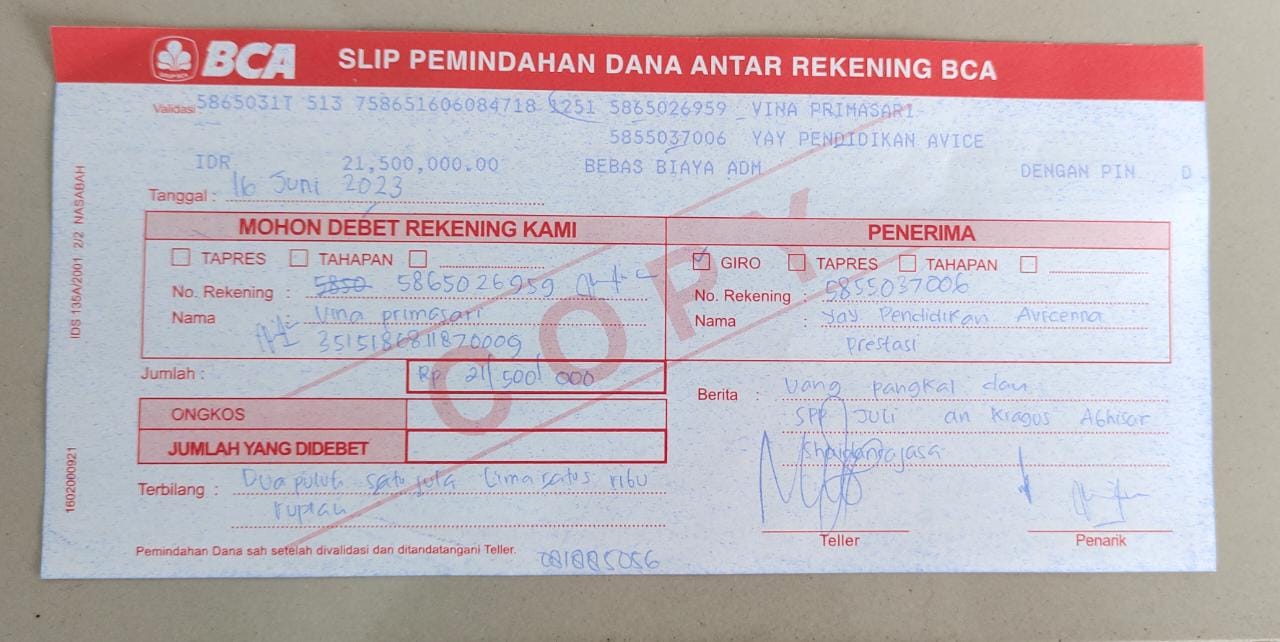 BCA SLIP PEMINDAHAN DANA ANTAR REKENING BCA
Validasi 5865031T 513 758651606084718 1251 5865026959 VINA PRIMASARI
5855037006 YAY PENDIDIKAN AVICE
IDR 21,500,000.00 BEBAS BIAYA ADM DENGAN PIN D
Tanggal : 16 Juni 2023
MOHON DEBET REKENING KAMI
TAPRES TAHAPAN
No. Rekening : 5850 5865026959
Nama : Vina primasari
Jumlah : Rp 21/500/000
ONGKOS
JUMLAH YANG DIDEBET
Terbilang : Dua puluh satu juta lima ratus ribu
rupiah
Pemindahan Dana sah setelah divalidasi dan ditandatangani Teller.
PENERIMA
GIRO TAPRES TAHAPAN
No. Rekening : 5855037006
Nama : Yay Pendidikan Avicenna
Prestasi
Berita : Uang pangkal dan
SPP Juli an Kragus Abhisar
Teller
Penarik
COPY
IDS 135A/2001 2/2 NASABAH
1602000921